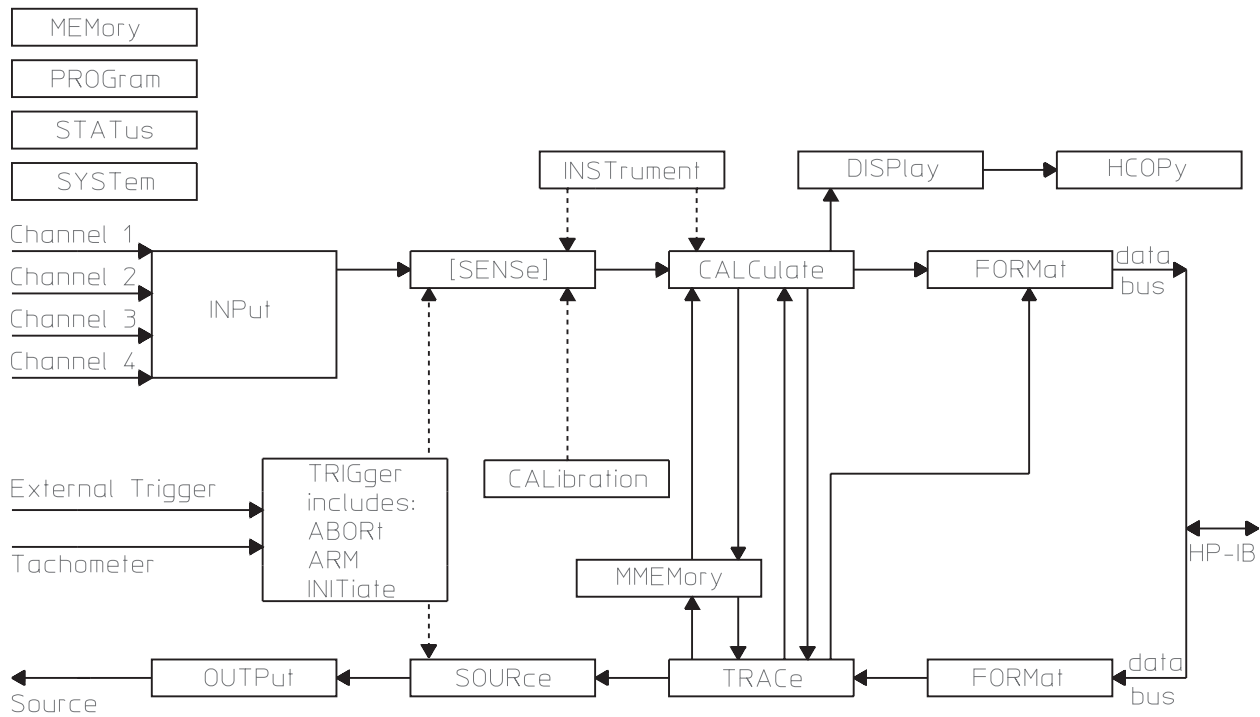 MEMory
PROGram
STATus
SYSTem
INSTrument
DISPlay
HCOPy
Channel 1
Channel 2
Channel 3
Channel 4
INPut
[SENSe]
CALCulate
FORMat
data
bus
TRIGger
includes:
ABORt
ARM
INITiate
External Trigger
Tachometer
CALibration
MMEMory
HP-IB
OUTPut
SOURce
TRACe
FORMat
data
bus
Source